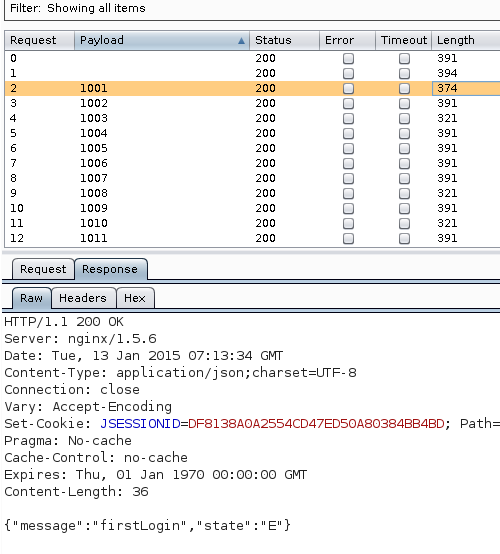 Filter: Showing all items
Request Payload Status Error Timeout Length
0 200 391
1 200 394
2 1001 200 374
3 1002 200 391
4 1003 200 321
5 1004 200 391
6 1005 200 391
7 1006 200 391
8 1007 200 391
9 1008 200 321
10 1009 200 391
11 1010 200 321
12 1011 200 391
Request Response
Raw Headers Hex
HTTP/1.1 200 OK
Server: nginx/1.5.6
Date: Tue, 13 Jan 2015 07:13:34 GMT
Content-Type: application/json;charset=UTF-8
Connection: close
Vary: Accept-Encoding
Set-Cookie: JSESSIONID=DF8138A0A2554CD47ED50A80384BB4BD; Path=
Pragma: No-cache
Cache-Control: no-cache
Expires: Thu, 01 Jan 1970 00:00:00 GMT
Content-Length: 36
{"message":"firstLogin","state":"E"}